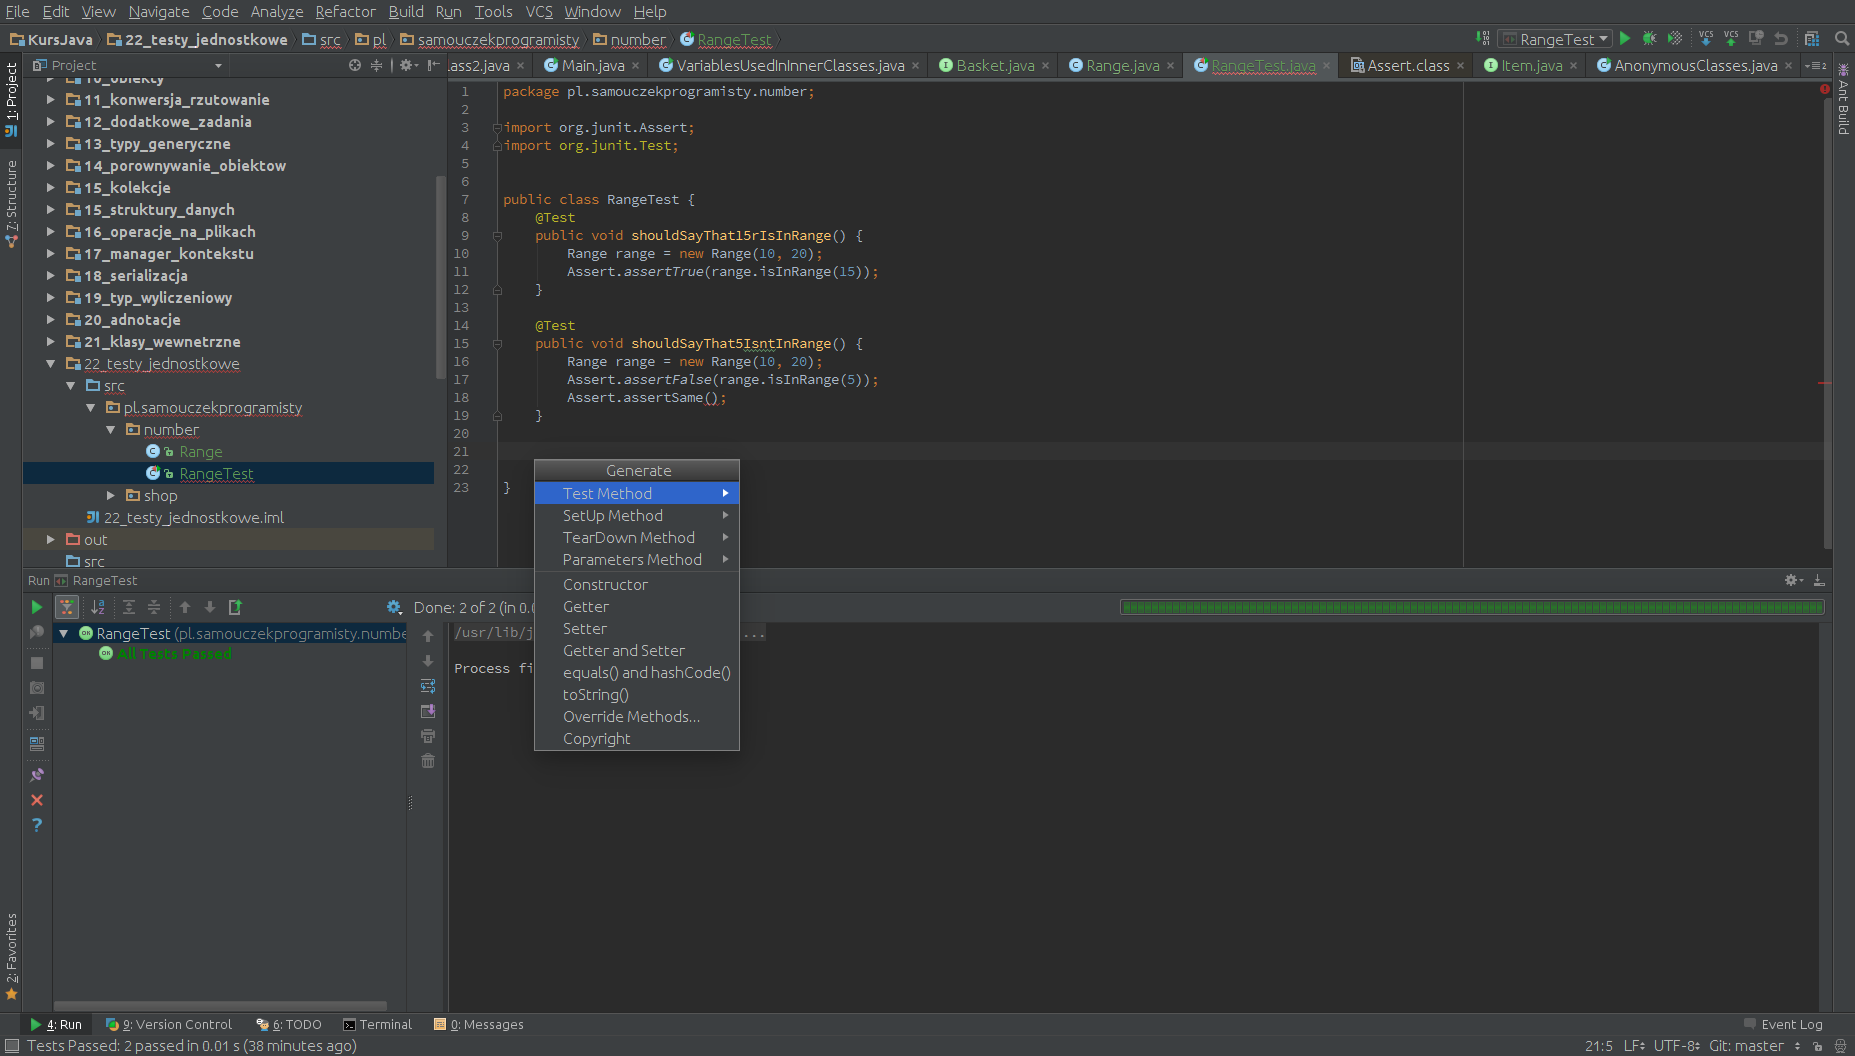 File Edit View Navigate Code Analyze Refactor Build Run Tools VCS Window Help
KursJava 22_testy_jednostkowe src pl samouczekprogramisty number RangeTest
RangeTest
Project
lass2.java Main.java VariablesUsedInInnerClasses.java Basket.java Range.java RangeTest.java Assert.class Item.java AnonymousClasses.java
1: Project
Z: Structure
2: Favorites
Ant Build
10_obiekty
11_konwersja_rzutowanie
12_dodatkowe_zadania
13_typy_generyczne
14_porownywanie_obiektow
15_kolekcje
15_struktury_danych
16_operacje_na_plikach
17_manager_kontekstu
18_serializacja
19_typ_wyliczeniowy
20_adnotacje
21_klasy_wewnetrzne
22_testy_jednostkowe
src
pl.samouczekprogramisty
number
Range
RangeTest
shop
22_testy_jednostkowe.iml
out
src
1 package pl.samouczekprogramisty.number;
2
3 import org.junit.Assert;
4 import org.junit.Test;
5
6
7 public class RangeTest {
8 @Test
9 public void shouldSayThat15rIsInRange() {
10 Range range = new Range(10, 20);
11 Assert.assertTrue(range.isInRange(15));
12 }
13
14 @Test
15 public void shouldSayThat5IsntInRange() {
16 Range range = new Range(10, 20);
17 Assert.assertFalse(range.isInRange(5));
18 Assert.assertSame();
19 }
20
21
22
23 }
Generate
Test Method
SetUp Method
TearDown Method
Parameters Method
Constructor
Getter
Setter
Getter and Setter
equals() and hashCode()
toString()
Override Methods...
Copyright
Run RangeTest
Done: 2 of 2 (in 0.0
RangeTest (pl.samouczekprogramisty.numbe
All Tests Passed
/usr/lib/j ...
Process fi
4: Run 9: Version Control 6: TODO Terminal 0: Messages Event Log
Tests Passed: 2 passed in 0.01 s (38 minutes ago) 21:5 LF UTF-8 Git: master